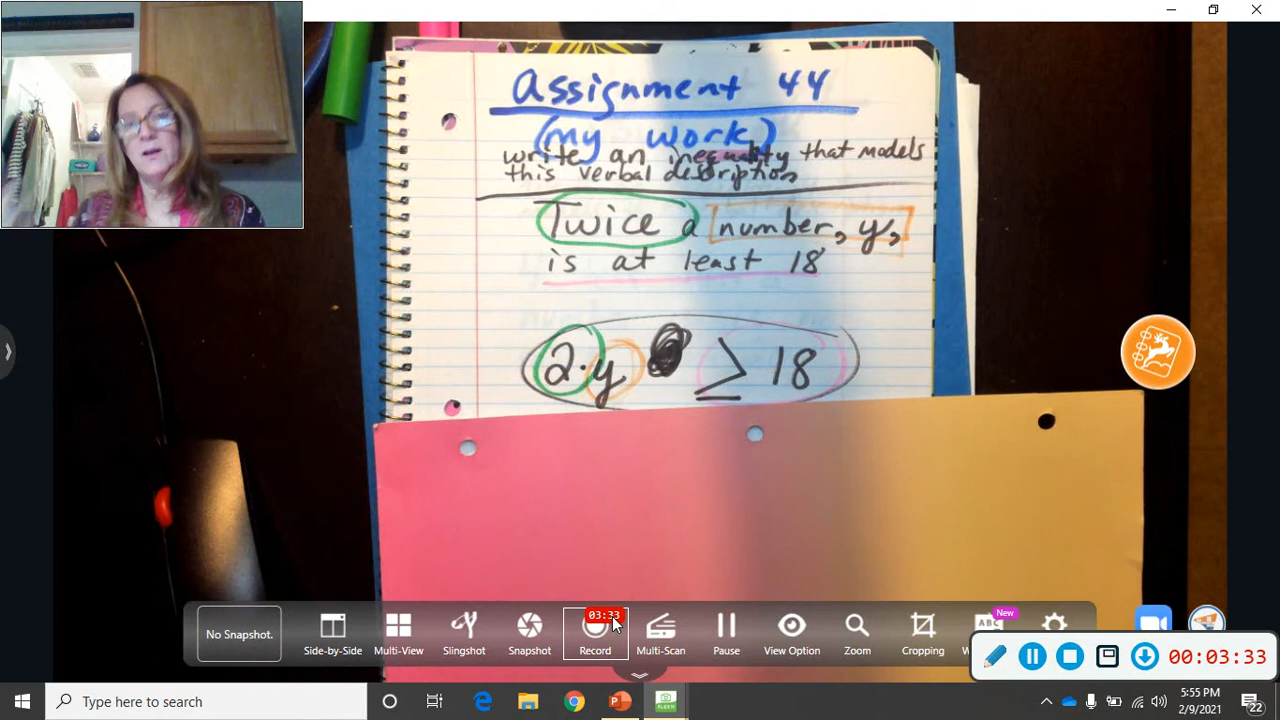 Assignment 44
(my work)
write an inequality that models
this verbal description
Twice a number, y,
is at least 18
2·y ≥ 18
No Snapshot.
Side-by-Side
Multi-View
Slingshot
Snapshot
03:33
Record
Multi-Scan
Pause
View Option
Zoom
Cropping
New
ABC
00:03:33
Type here to search
5:55 PM
2/9/2021
22